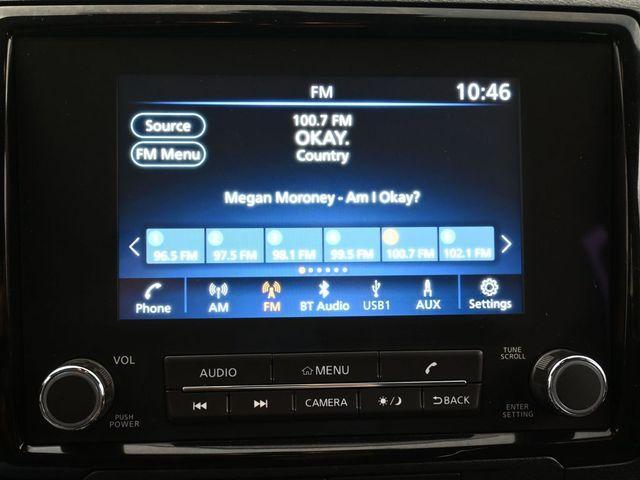 FM
10:46
Source
FM Menu
100.7 FM
OKAY.
Country
Megan Moroney - Am I Okay?
96.5 FM 97.5 FM 98.1 FM 99.5 FM 100.7 FM 102.1 FM
Phone AM FM BT Audio USB1 AUX Settings
VOL
PUSH
POWER
AUDIO MENU
CAMERA BACK
TUNE
SCROLL
ENTER
SETTING